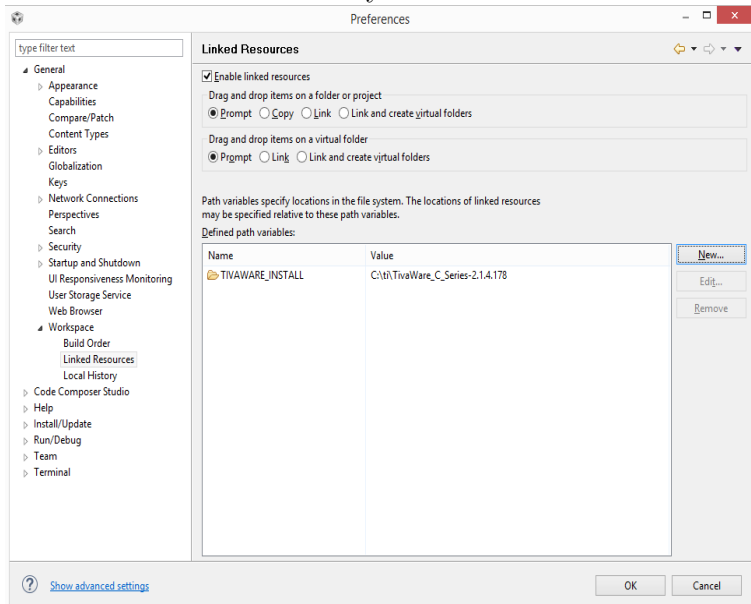 Preferences
type filter text
General
Appearance
Capabilities
Compare/Patch
Content Types
Editors
Globalization
Keys
Network Connections
Perspectives
Search
Security
Startup and Shutdown
UI Responsiveness Monitoring
User Storage Service
Web Browser
Workspace
Build Order
Linked Resources
Local History
Code Composer Studio
Help
Install/Update
Run/Debug
Team
Terminal
Linked Resources
Enable linked resources
Drag and drop items on a folder or project
Prompt Copy Link Link and create virtual folders
Drag and drop items on a virtual folder
Prompt Link Link and create virtual folders
Path variables specify locations in the file system. The locations of linked resources
may be specified relative to these path variables.
Defined path variables:
Name Value
TIVAWARE_INSTALL C:\ti\TivaWare_C_Series-2.1.4.178
New...
Edit...
Remove
Show advanced settings
OK Cancel